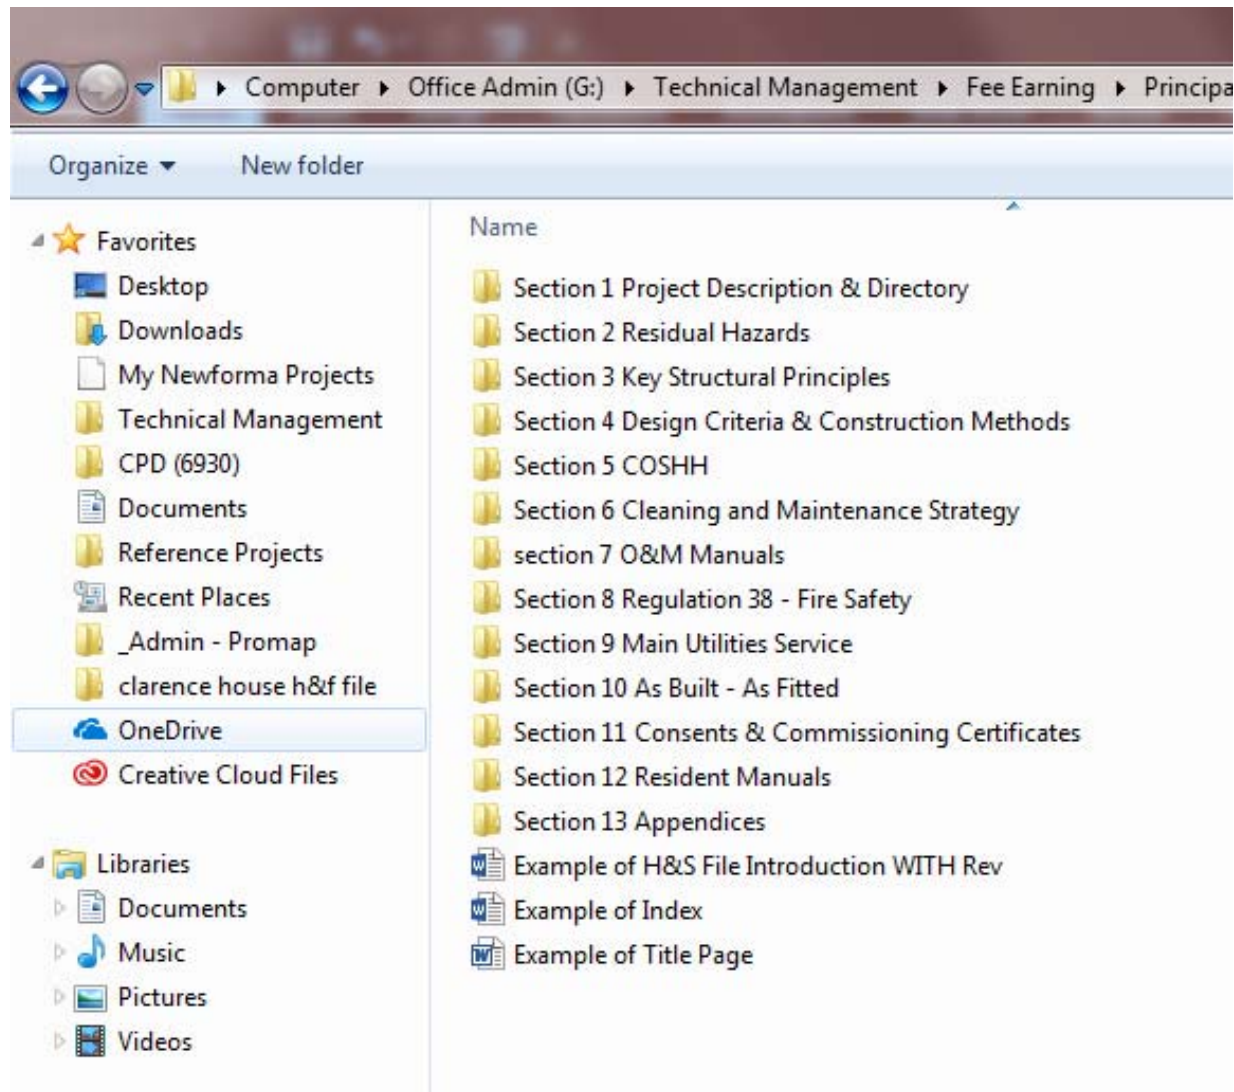 Computer ▸ Office Admin (G:) ▸ Technical Management ▸ Fee Earning ▸ Principa
Organize New folder
Favorites
Desktop
Downloads
My Newforma Projects
Technical Management
CPD (6930)
Documents
Reference Projects
Recent Places
_Admin - Promap
clarence house h&f file
OneDrive
Creative Cloud Files
Libraries
Documents
Music
Pictures
Videos
Name
Section 1 Project Description & Directory
Section 2 Residual Hazards
Section 3 Key Structural Principles
Section 4 Design Criteria & Construction Methods
Section 5 COSHH
Section 6 Cleaning and Maintenance Strategy
section 7 O&M Manuals
Section 8 Regulation 38 - Fire Safety
Section 9 Main Utilities Service
Section 10 As Built - As Fitted
Section 11 Consents & Commissioning Certificates
Section 12 Resident Manuals
Section 13 Appendices
Example of H&S File Introduction WITH Rev
Example of Index
Example of Title Page